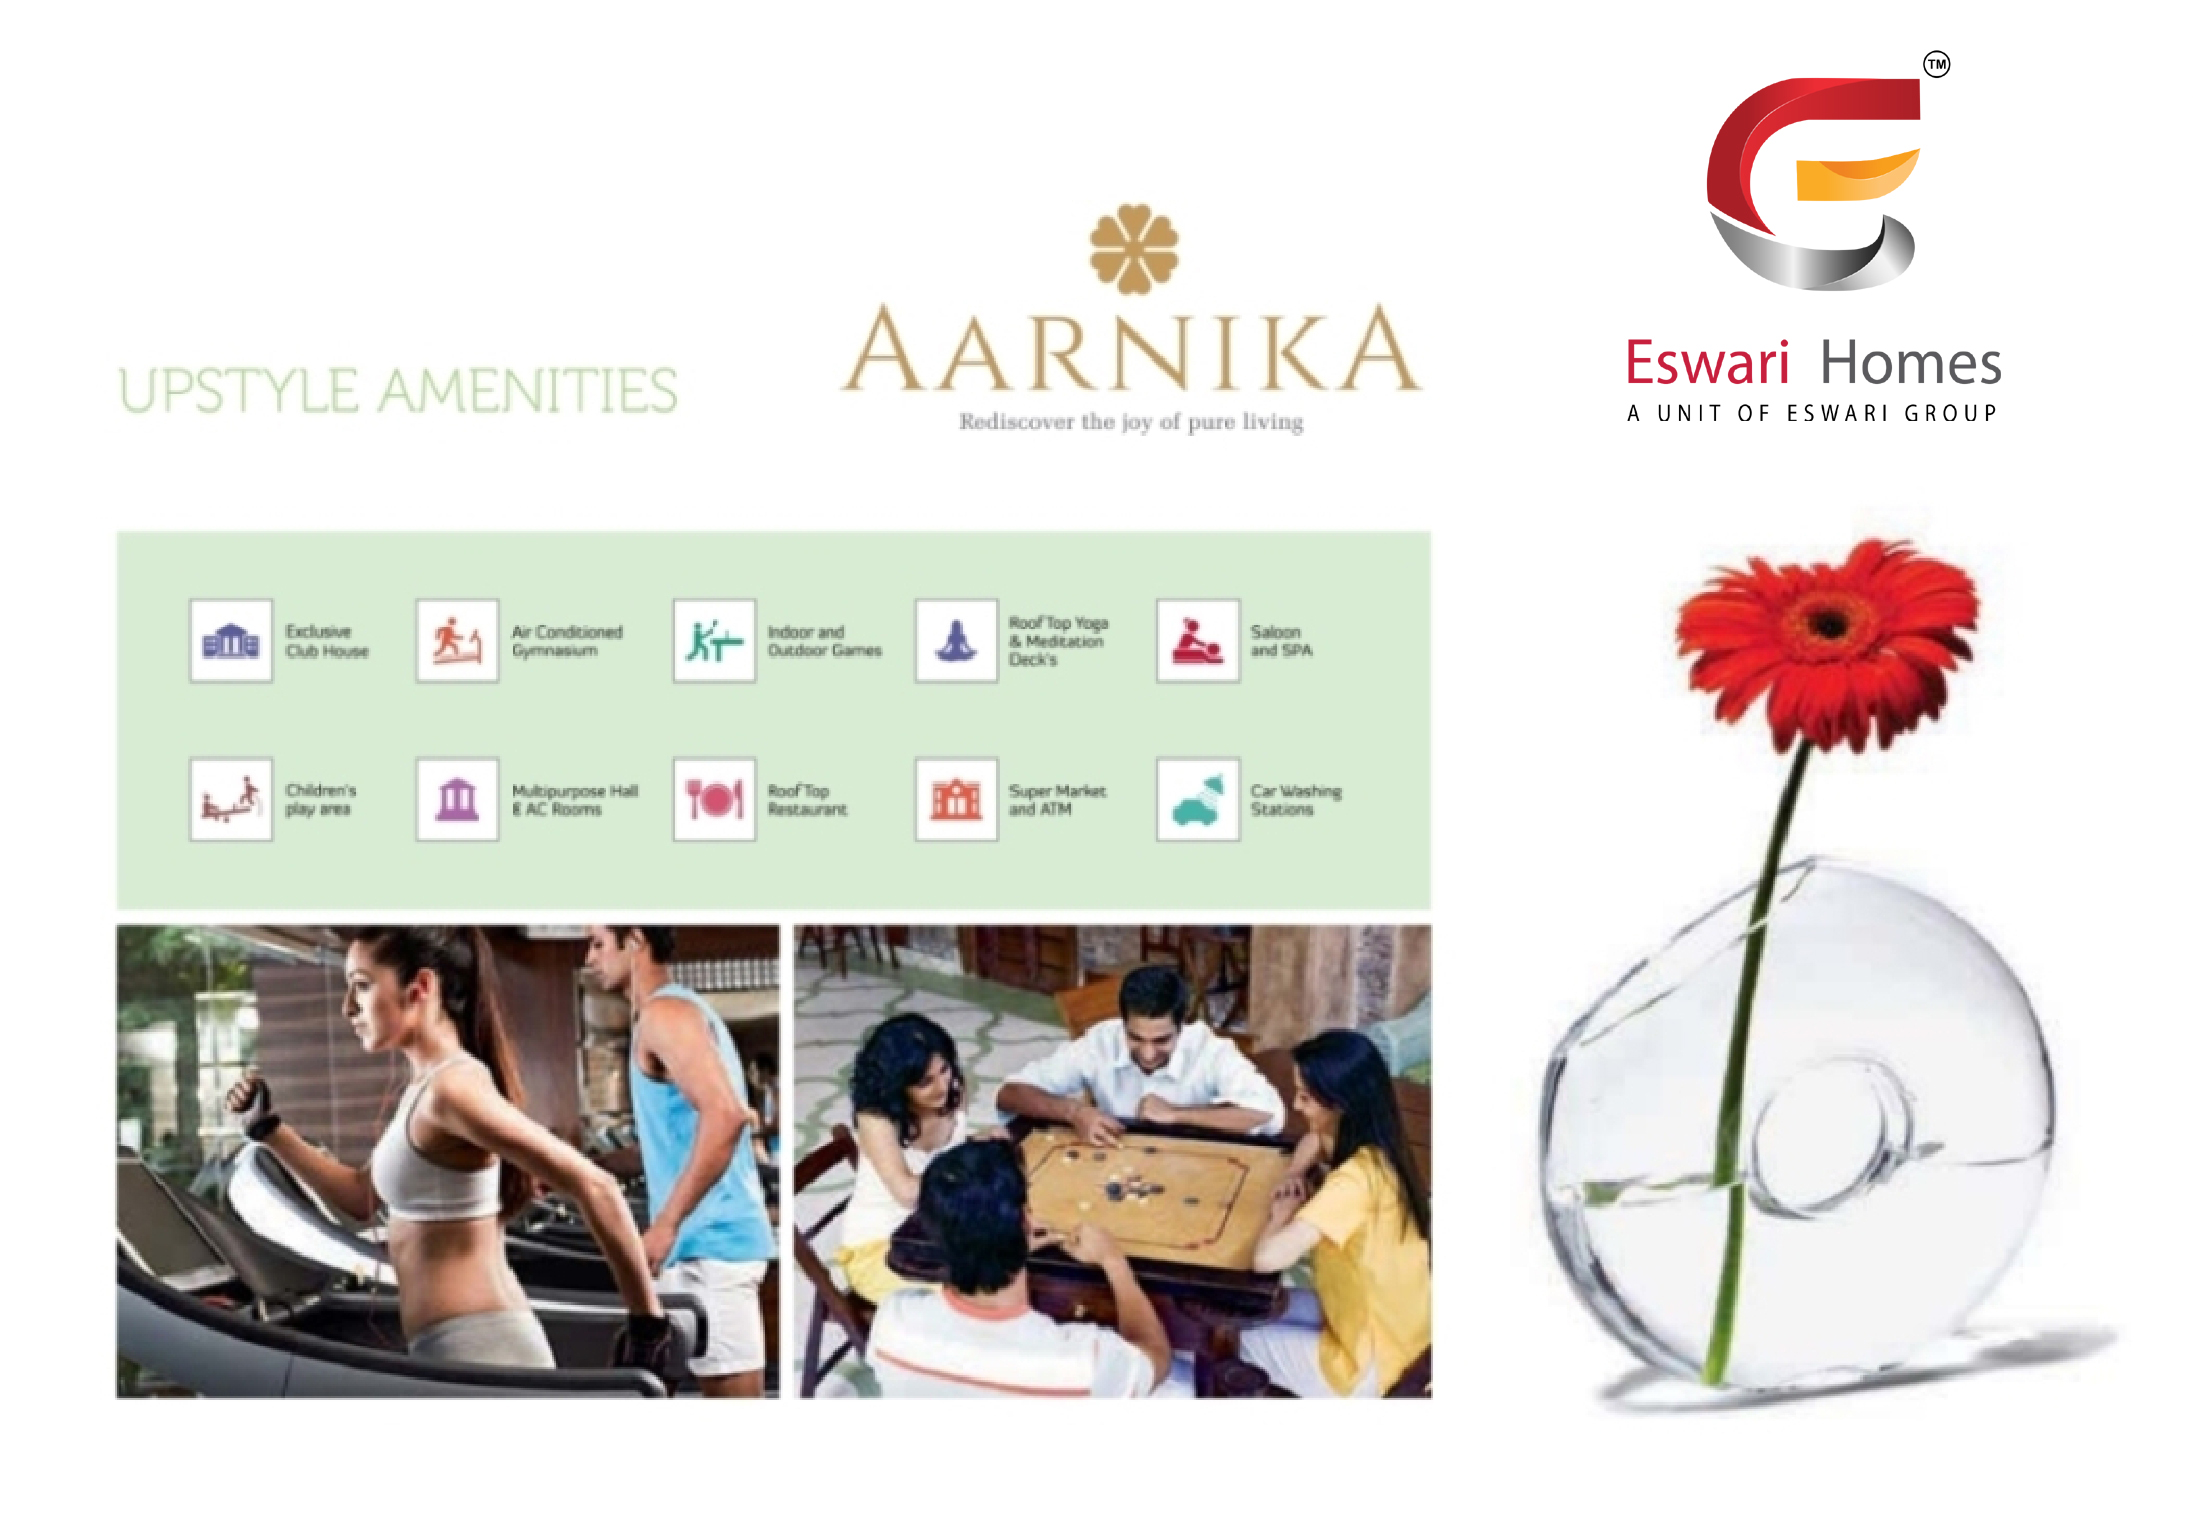 TM
UPSTYLE AMENITIES
AARNIKA
Rediscover the joy of pure living
Eswari Homes
A UNIT OF ESWARI GROUP
Exclusive
Club House
Air Conditioned
Gymnasium
Indoor and
Outdoor Games
Roof Top Yoga
& Meditation
Deck's
Saloon
and SPA
Children's
play area
Multipurpose Hall
& AC Rooms
Roof Top
Restaurant
Super Market
and ATM
Car Washing
Stations